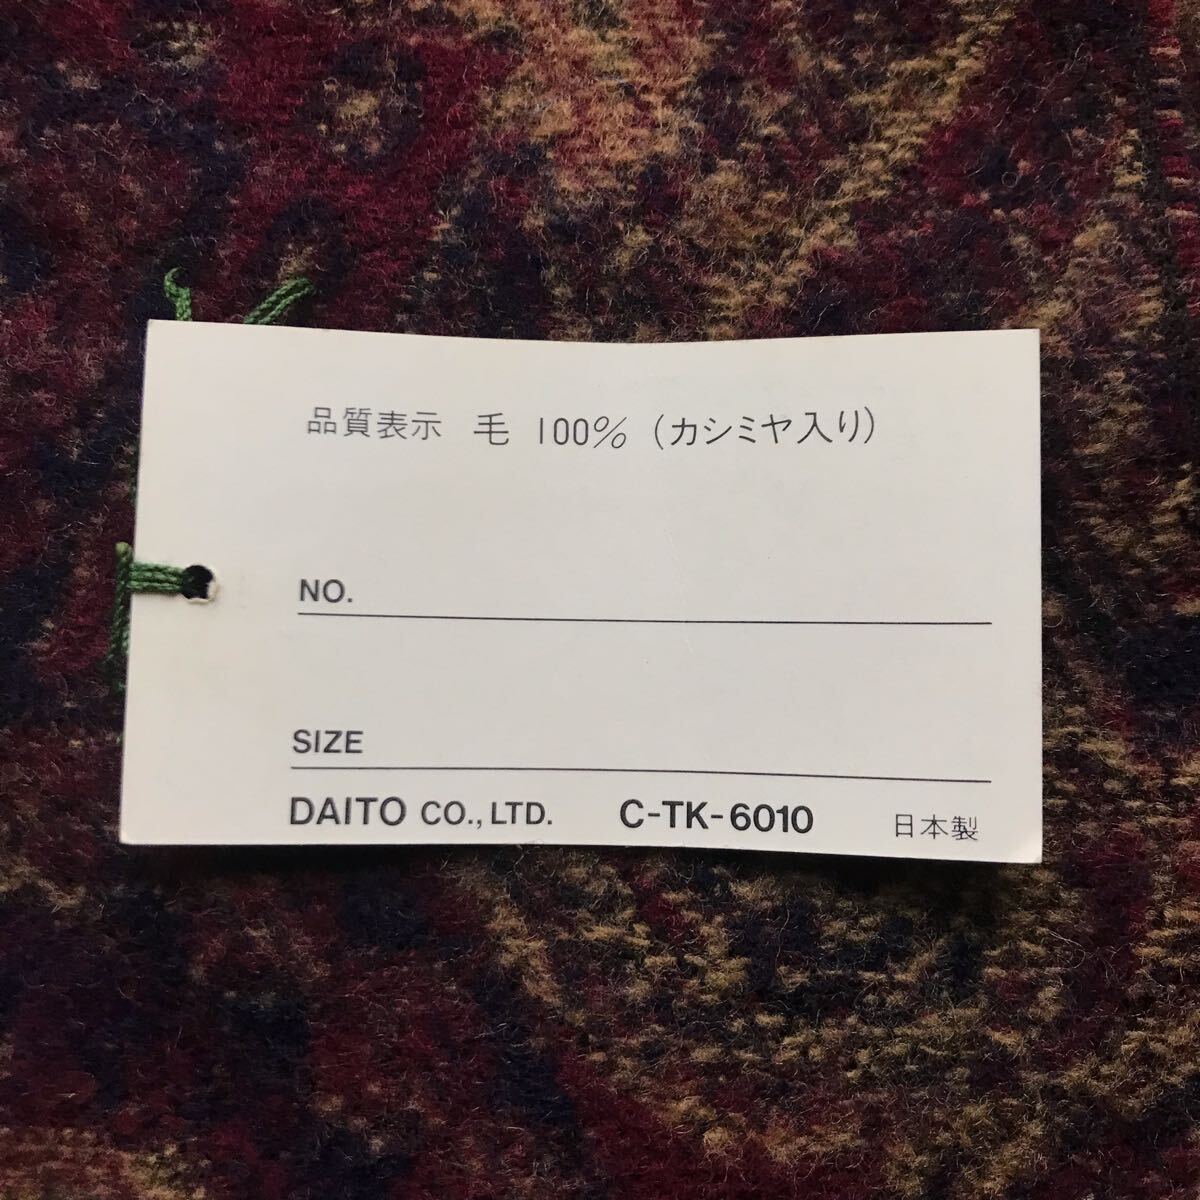 品質表示 毛 100% (カシミヤ入り)
NO.
SIZE
DAITO CO., LTD. C-TK-6010 日本製